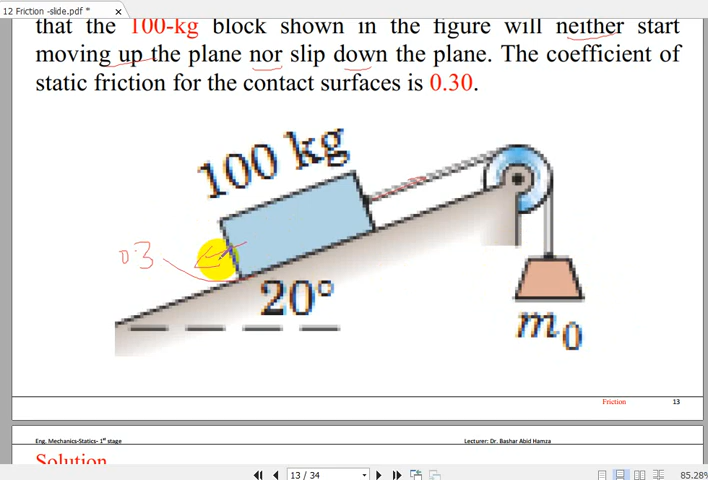 12 Friction -slide.pdf * ×
that the 100-kg block shown in the figure will neither start
moving up the plane nor slip down the plane. The coefficient of
static friction for the contact surfaces is 0.30.
100 kg
0.3
20°
m0
Friction 13
Eng. Mechanics-Statics- 1st stage Lecturer: Dr. Bashar Abid Hamza
Solution
13 / 34 85.28%